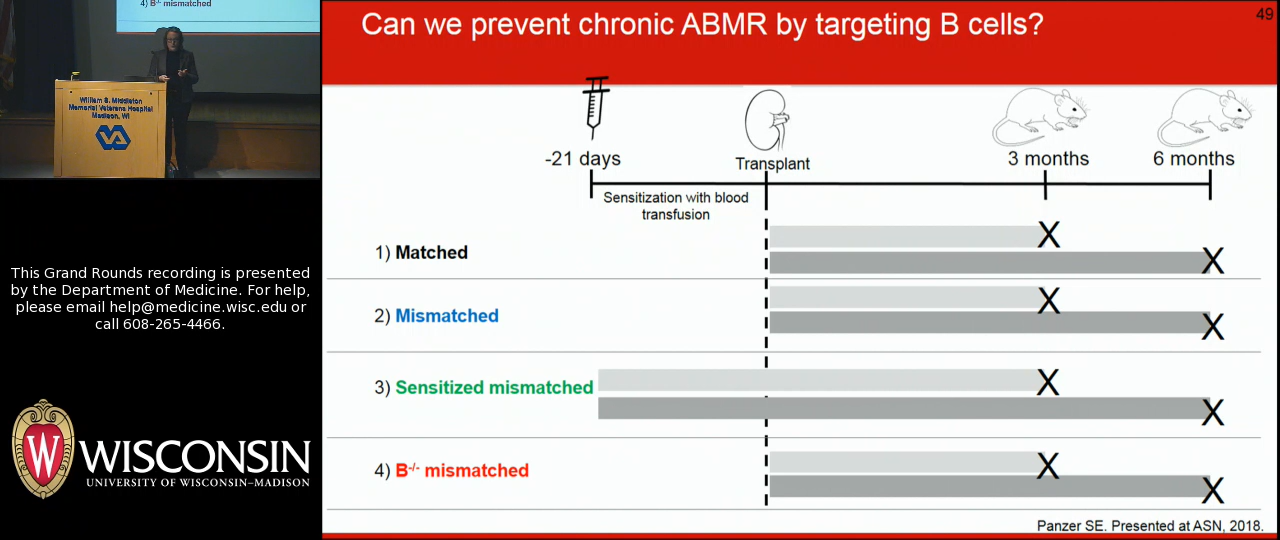 4) B-/- mismatched
William S. Middleton
Memorial Veterans Hospital
Madison, WI
VA
This Grand Rounds recording is presented
by the Department of Medicine. For help,
please email help@medicine.wisc.edu or
call 608-265-4466.
W
WISCONSIN
UNIVERSITY OF WISCONSIN–MADISON
Can we prevent chronic ABMR by targeting B cells?
49
-21 days
Transplant
3 months
6 months
Sensitization with blood
transfusion
1) Matched
X
X
2) Mismatched
X
X
3) Sensitized mismatched
X
X
4) B-/- mismatched
X
X
Panzer SE. Presented at ASN, 2018.